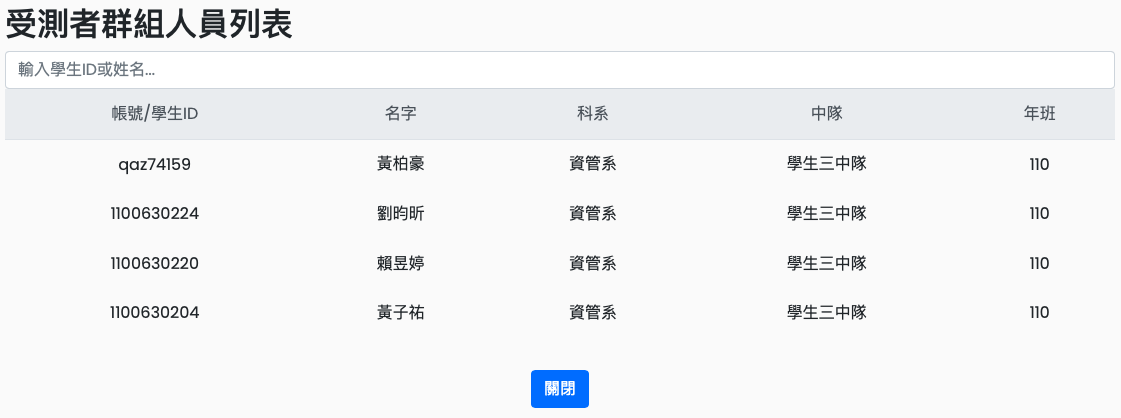 受測者群組人員列表
輸入學生ID或姓名...
帳號/學生ID 名字 科系 中隊 年班
qaz74159 黃柏豪 資管系 學生三中隊 110
1100630224 劉昀昕 資管系 學生三中隊 110
1100630220 賴昱婷 資管系 學生三中隊 110
1100630204 黃子祐 資管系 學生三中隊 110
關閉